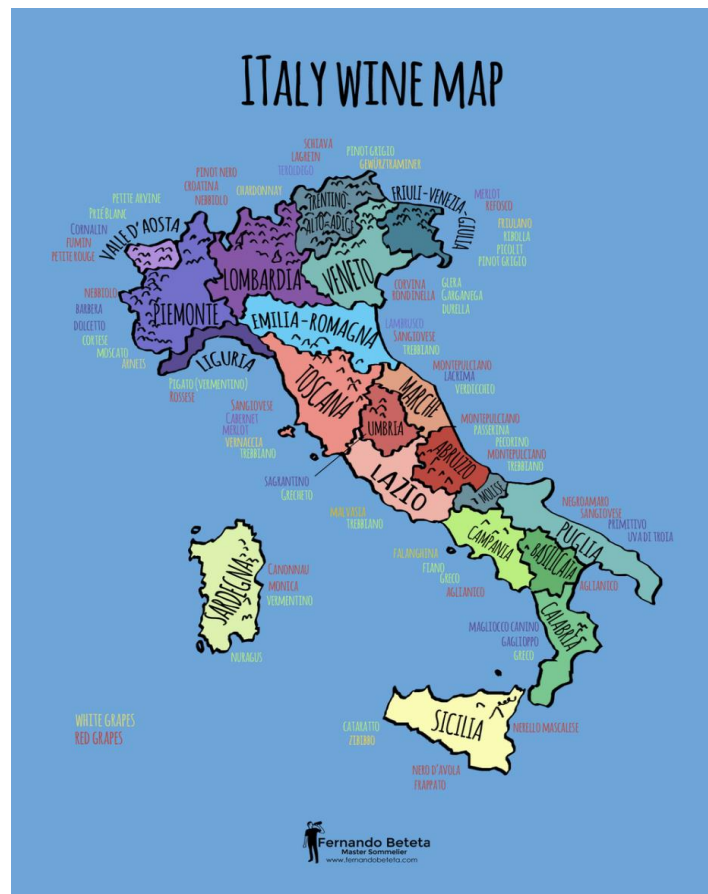 ITALY WINE MAP
SCHIAVA
LAGREIN
TEROLDEGO
PINOT GRIGIO
GEWÜRZTRAMINER
PINOT NERO
CROATINA
NEBBIOLO
CHARDONNAY
TRENTINO-
ALTO-ADIGE
FRIULI-VENEZIA-GIULIA
MERLOT
REFOSCO
FRIULANO
RIBOLLA
PICOLIT
PINOT GRIGIO
PETITE ARVINE
PRIÉ BLANC
CORNALIN
FUMIN
PETITE ROUGE
VALLE D'AOSTA
LOMBARDIA
VENETO
CORVINA
RONDINELLA
GLERA
GARGANEGA
DURELLA
NEBBIOLO
BARBERA
DOLCETTO
CORTISE
MOSCATO
ARNEIS
PIEMONTE
EMILIA-ROMAGNA
LAMBRUSCO
SANGIOVESE
TREBBIANO
LIGURIA
PIGATO (VERMENTINO)
ROSSESE
TOSCANA
SANGIOVESE
CABERNET
MERLOT
VERNACCIA
TREBBIANO
MARCHE
MONTEPULCIANO
LACRIMA
VERDICCHIO
UMBRIA
SAGRANTINO
GRECHETO
MONTEPULCIANO
PASSERINA
PECORINO
MONTEPULCIANO
TREBBIANO
ABRUZO
LAZIO
MALVASIA
TREBBIANO
MOLISE
NEGROAMARO
SANGIOVESE
PRIMITIVO
UVA DI TROIA
PUGLIA
CAMPANIA
FALANGHINA
FIANO
GRECO
AGLIANICO
BASILICATA
AGLIANICO
CALABRIA
MAGLIOCCO CANINO
GAGLIOPPO
GRECO
SARDEGNA
CANONNAU
MONICA
VERMENTINO
NURAGUS
SICILIA
CATARATTO
ZIBIBBO
NERELLO MASCALESE
NERO D'AVOLA
FRAPPATO
WHITE GRAPES
RED GRAPES
Fernando Beteta
Master Sommelier
www.fernandobeteta.com